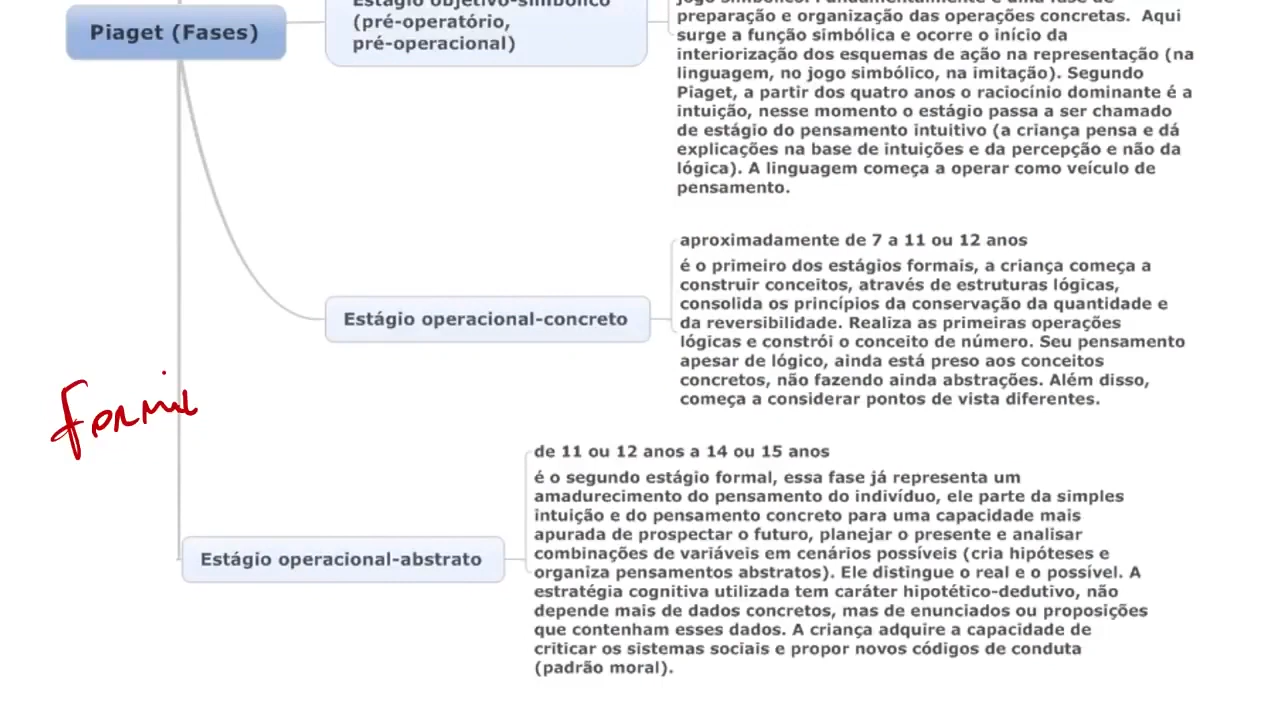 Piaget (Fases)
Estágio objetivo-simbólico
(pré-operatório,
pré-operacional)
jogo simbólico. Fundamentalmente é uma fase de
preparação e organização das operações concretas. Aqui
surge a função simbólica e ocorre o início da
interiorização dos esquemas de ação na representação (na
linguagem, no jogo simbólico, na imitação). Segundo
Piaget, a partir dos quatro anos o raciocínio dominante é a
intuição, nesse momento o estágio passa a ser chamado
de estágio do pensamento intuitivo (a criança pensa e dá
explicações na base de intuições e da percepção e não da
lógica). A linguagem começa a operar como veículo de
pensamento.
Estágio operacional-concreto
aproximadamente de 7 a 11 ou 12 anos
é o primeiro dos estágios formais, a criança começa a
construir conceitos, através de estruturas lógicas,
consolida os princípios da conservação da quantidade e
da reversibilidade. Realiza as primeiras operações
lógicas e constrói o conceito de número. Seu pensamento
apesar de lógico, ainda está preso aos conceitos
concretos, não fazendo ainda abstrações. Além disso,
começa a considerar pontos de vista diferentes.
Estágio operacional-abstrato
de 11 ou 12 anos a 14 ou 15 anos
é o segundo estágio formal, essa fase já representa um
amadurecimento do pensamento do indivíduo, ele parte da simples
intuição e do pensamento concreto para uma capacidade mais
apurada de prospectar o futuro, planejar o presente e analisar
combinações de variáveis em cenários possíveis (cria hipóteses e
organiza pensamentos abstratos). Ele distingue o real e o possível. A
estratégia cognitiva utilizada tem caráter hipotético-dedutivo, não
depende mais de dados concretos, mas de enunciados ou proposições
que contenham esses dados. A criança adquire a capacidade de
criticar os sistemas sociais e propor novos códigos de conduta
(padrão moral).